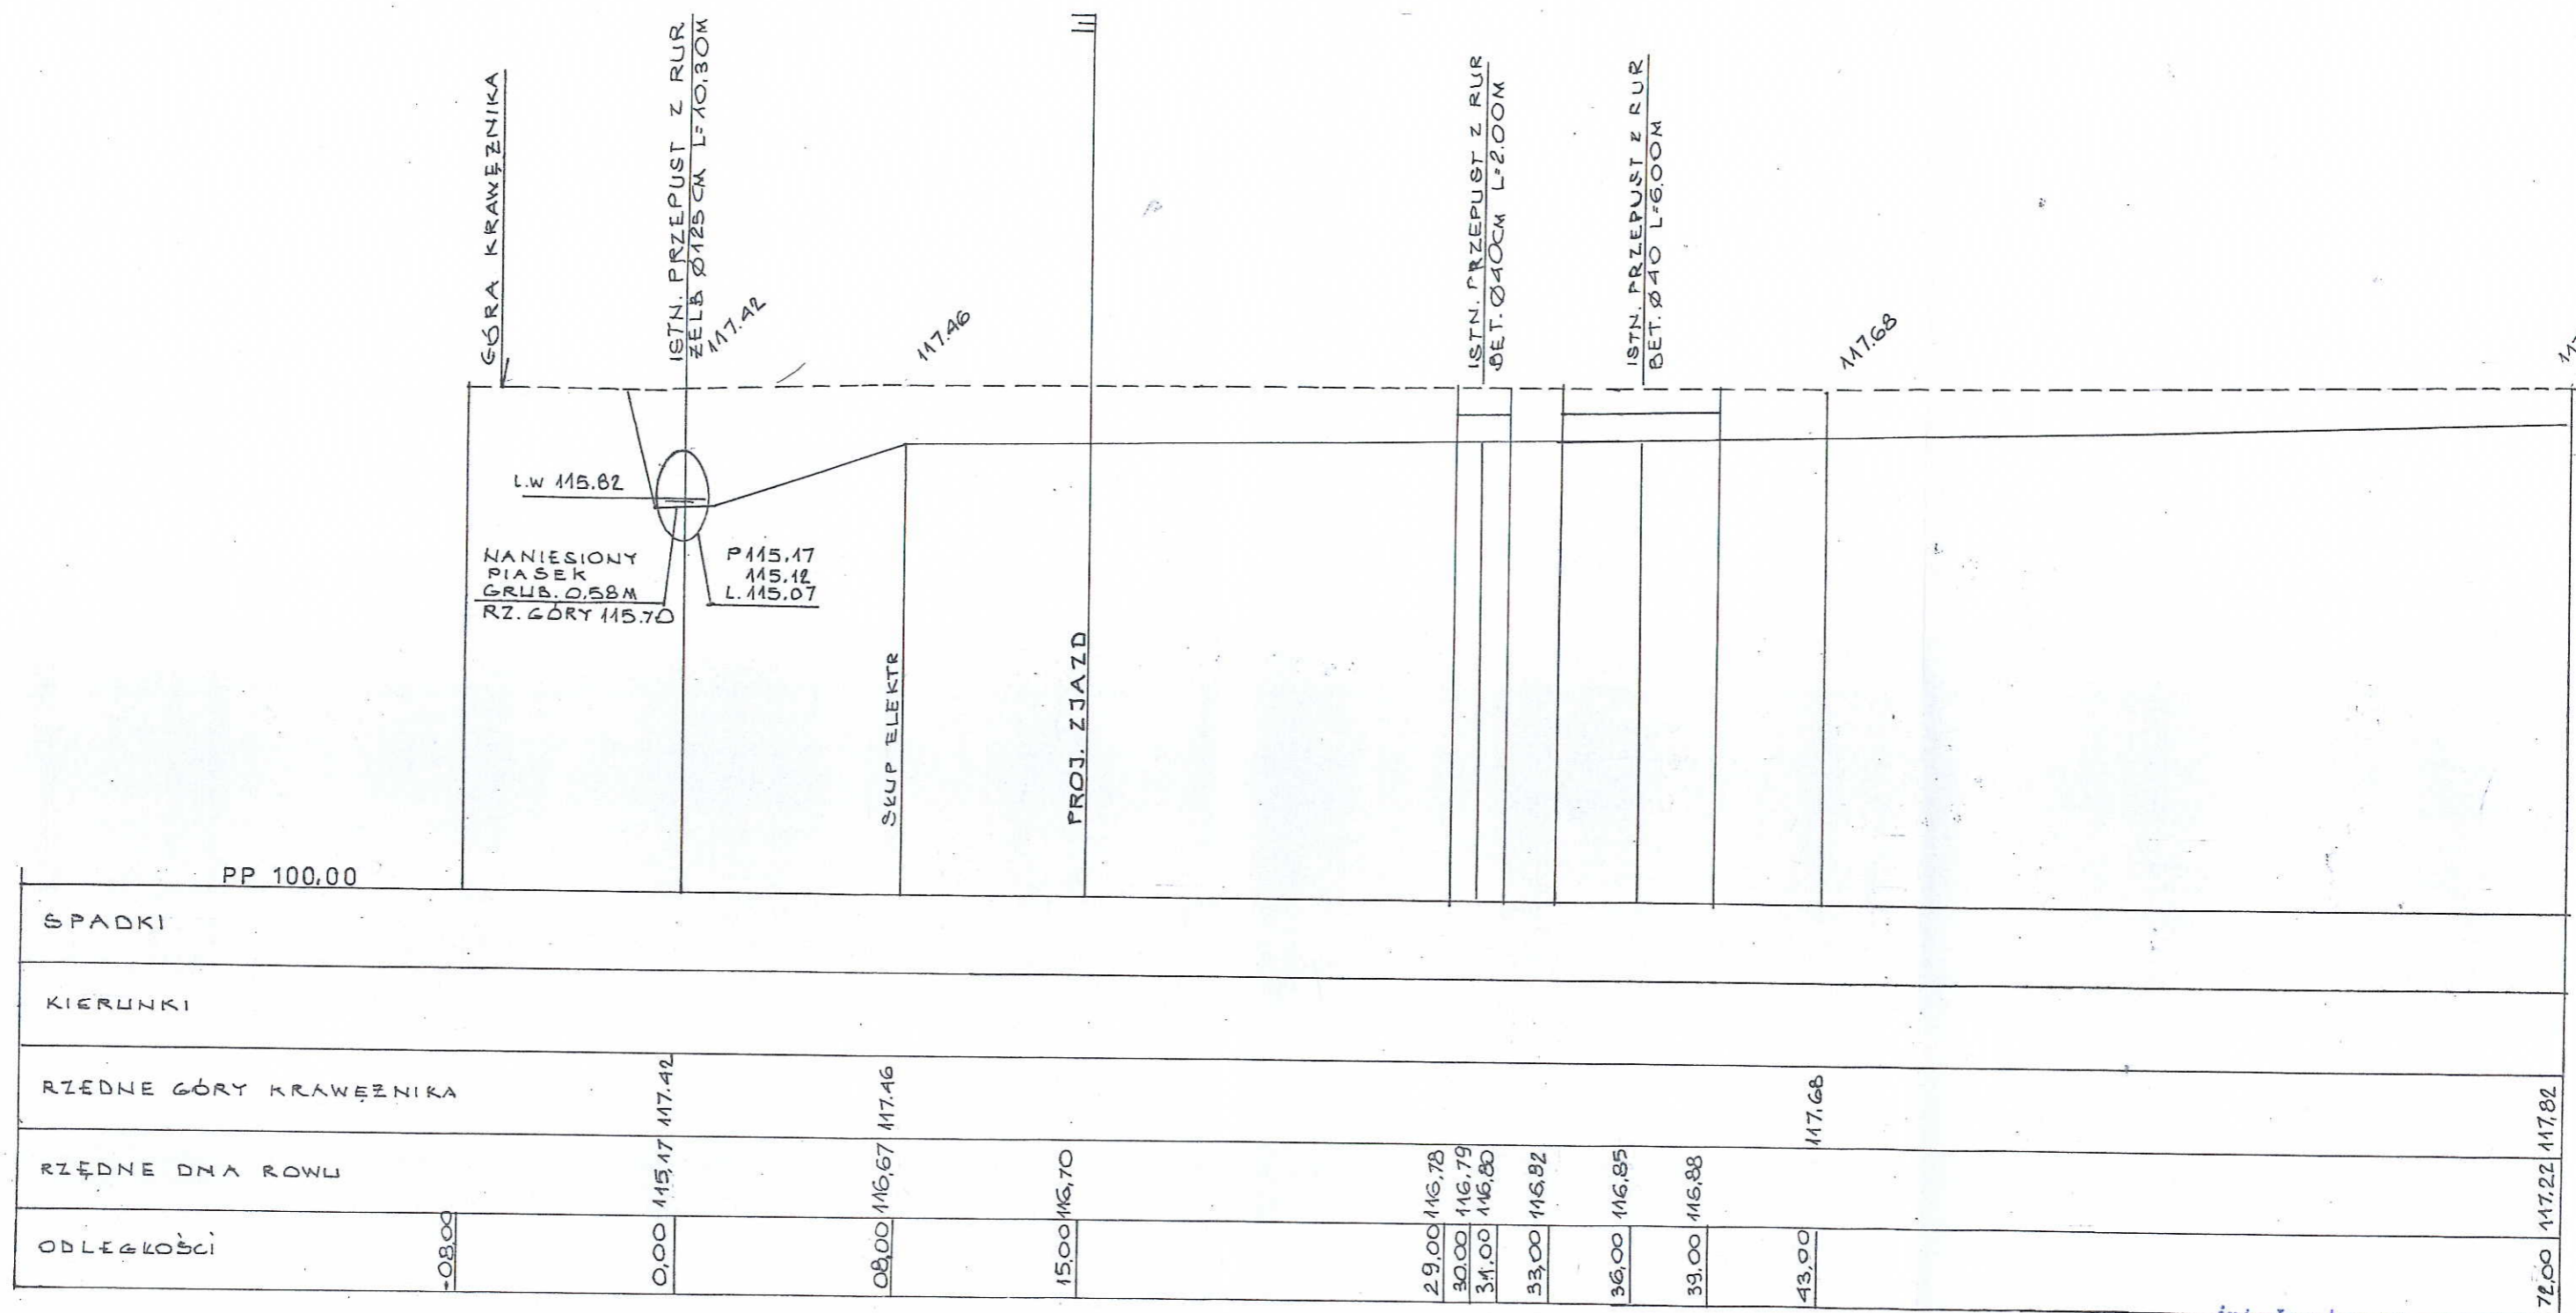 GÓRA KRAWĘZNIKA
ISTN. PRZEPUST Z RUR
ŻELB Ø125CM L=10,30M
ISTN. PRZEPUST Z RUR
BET. Ø40CM L=2.00M
ISTN. PRZEPUST Z RUR
BET. Ø40 L=6.00M
117.42
117.46
117.68
L.W 115.82
NANIESIONY
PIASEK
GRUB. 0,58M
RZ. GÓRY 115.70
P115.17
115.12
L. 115.07
SKUP ELEKTR
PROJ. ZJAZD
PP 100,00
SPADKI
KIERUNKI
RZEDNE GÓRY KRAWĘŻNIKA 117.42 117.46 117.68 117.82
RZĘDNE DNA ROWU 115,17 116,67 116,70 116,78 116,79 116,80 116,82 116,85 116,88 117.22
ODLEGŁOŚCI -08,00 0,00 08,00 15,00 29,00 30.00 31.00 33,00 36,00 39.00 43,00 72,00